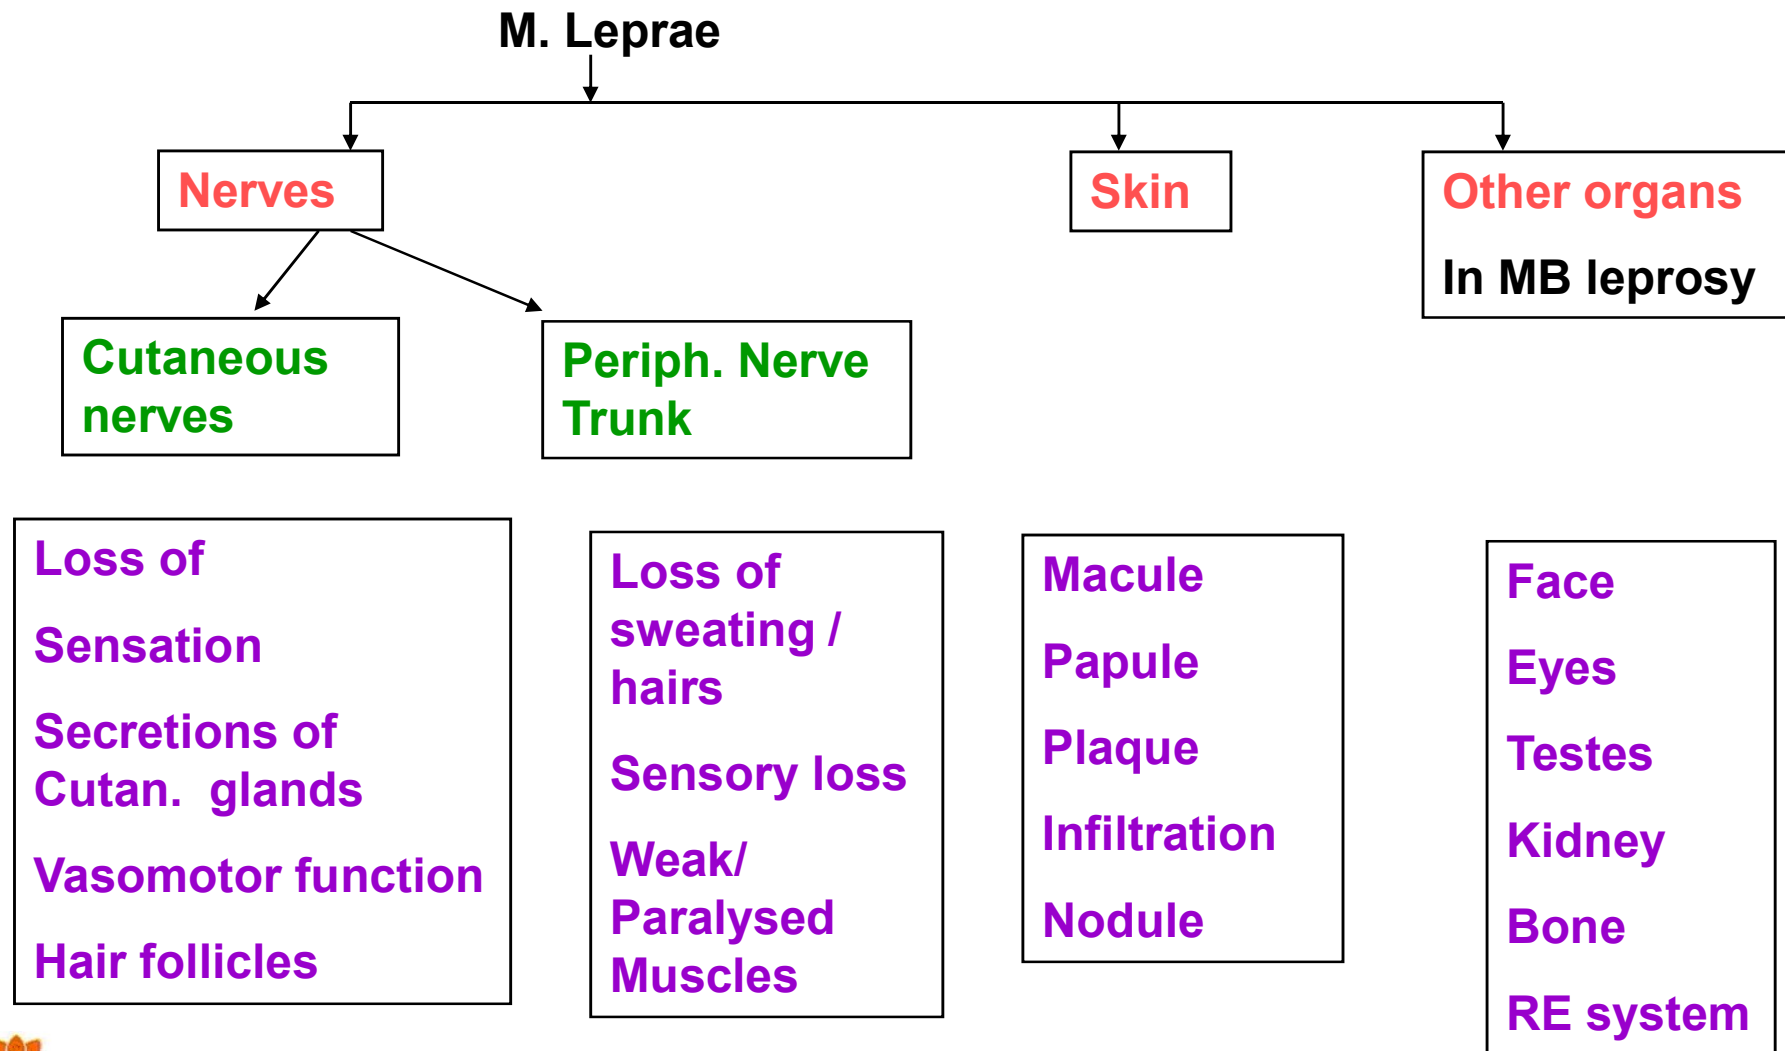 M. Leprae
Nerves
Skin
Other organs
In MB leprosy
Cutaneous
nerves
Periph. Nerve
Trunk
Loss of
Sensation
Secretions of
Cutan. glands
Vasomotor function
Hair follicles
Loss of
sweating /
hairs
Sensory loss
Weak/
Paralysed
Muscles
Macule
Papule
Plaque
Infiltration
Nodule
Face
Eyes
Testes
Kidney
Bone
RE system